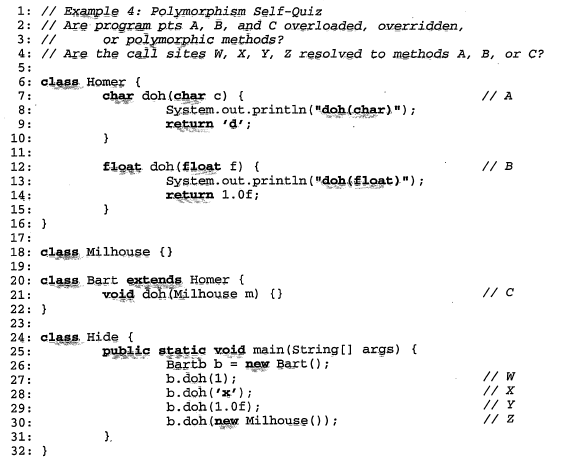 1: // Example 4: Polymorphism Self-Quiz
2: // Are program pts A, B, and C overloaded, overridden,
3: //      or polymorphic methods?
4: // Are the call sites W, X, Y, Z resolved to methods A, B, or C?
5:
6: class Homer {
7:         char doh(char c) {                              // A
8:                 System.out.println("doh(char)");
9:                 return 'd';
10:         }
11:
12:         float doh(float f) {                            // B
13:                 System.out.println("doh(float)");
14:                 return 1.0f;
15:         }
16: }
17:
18: class Milhouse {}
19:
20: class Bart extends Homer {
21:         void doh(Milhouse m) {}                         // C
22: }
23:
24: class Hide {
25:         public static void main(String[] args) {
26:                 Bartb b = new Bart();
27:                 b.doh(1);                               // W
28:                 b.doh('x');                             // X
29:                 b.doh(1.0f);                            // Y
30:                 b.doh(new Milhouse());                  // Z
31:         }
32: }